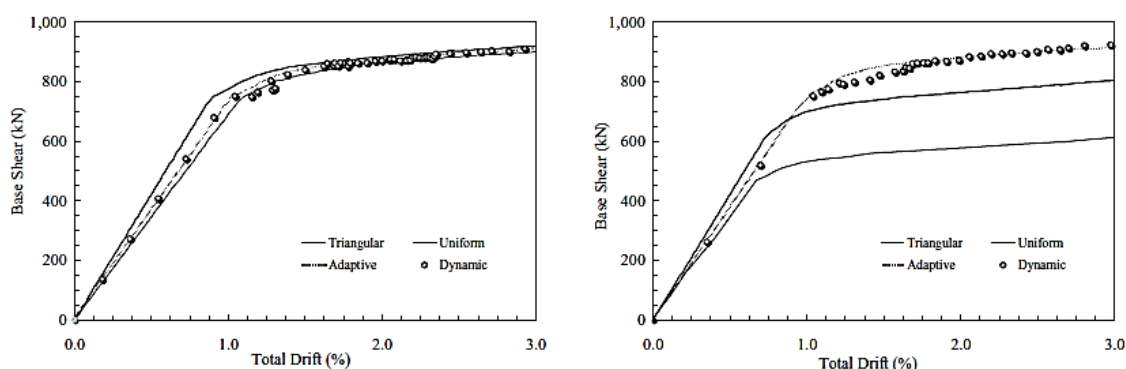 1,000
800
600
400
200
0
Base Shear (kN)
Triangular Uniform
Adaptive Dynamic
0.0 1.0 2.0 3.0
Total Drift (%)
1,000
800
600
400
200
0
Base Shear (kN)
Triangular Uniform
Adaptive Dynamic
0.0 1.0 2.0 3.0
Total Drift (%)